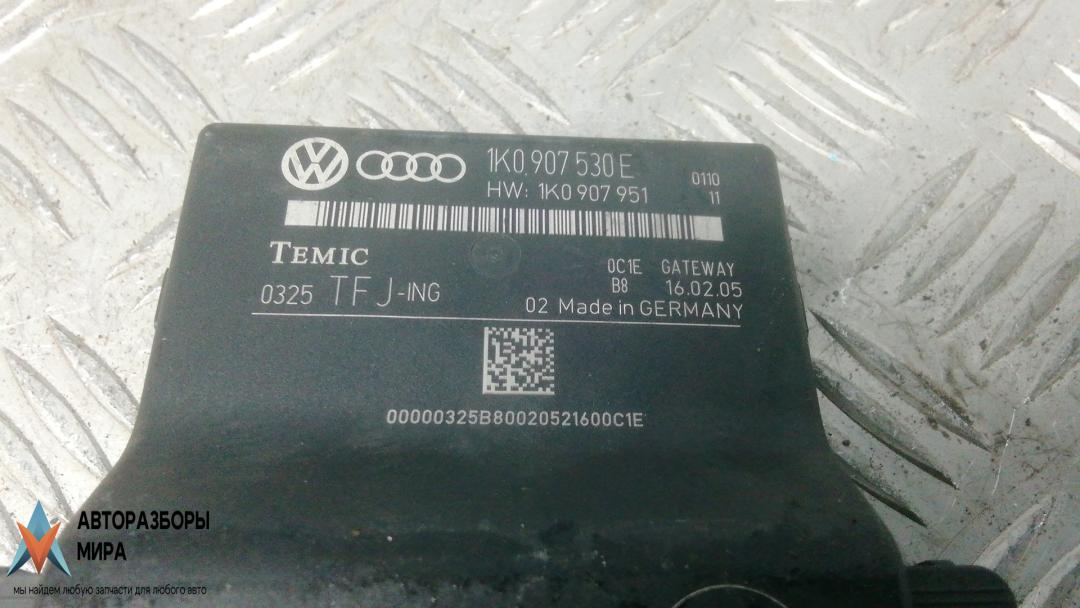 1K0.907 530 E
HW: 1K0 907 951
0110
11
TEMIC
0C1E GATEWAY
0325 TFJ-ING
B8 16.02.05
02 Made in GERMANY
00000325B80020521600C1E
АВТОРАЗБОРЫ
МИРА
мы найдем любую запчасти для любого авто